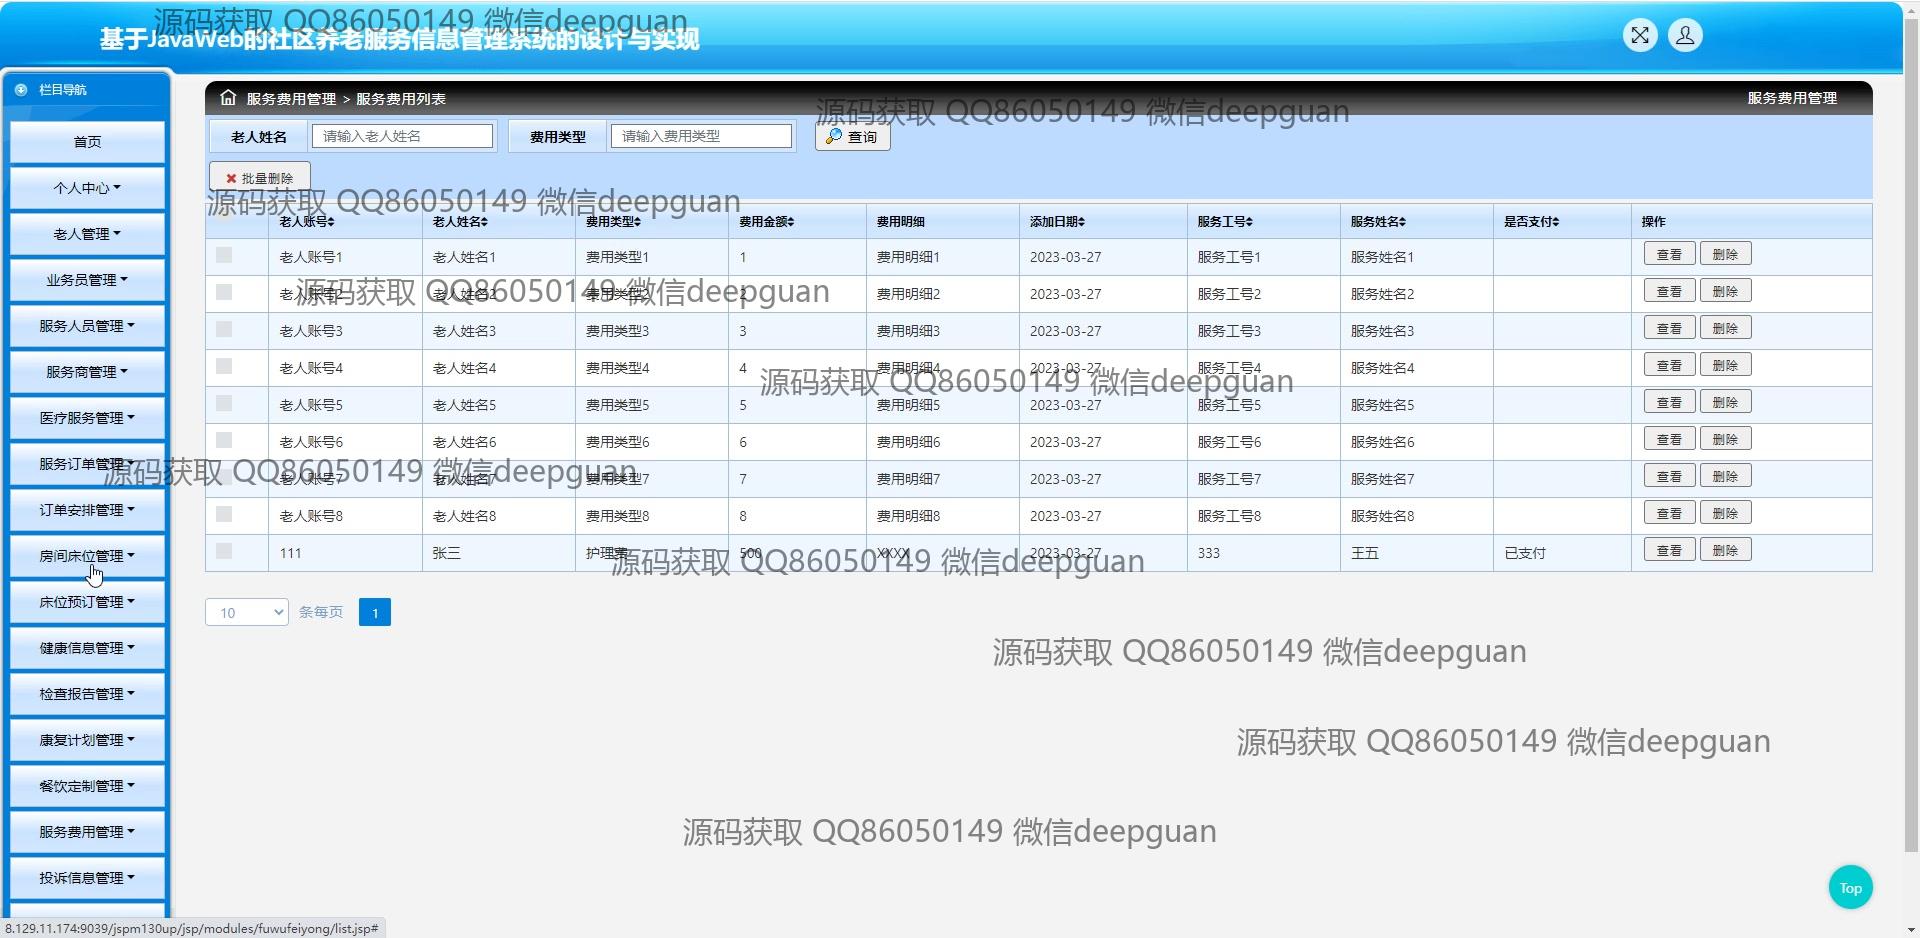 源码获取 QQ86050149 微信deepguan
基于JavaWeb的社区养老服务信息管理系统的设计与实现
栏目导航
首页
个人中心
老人管理
业务员管理
服务人员管理
服务商管理
医疗服务管理
服务订单管理
订单安排管理
房间床位管理
床位预订管理
健康信息管理
检查报告管理
康复计划管理
餐饮定制管理
服务费用管理
投诉信息管理
服务费用管理 > 服务费用列表
服务费用管理
源码获取 QQ86050149 微信deepguan
老人姓名 请输入老人姓名 费用类型 请输入费用类型 查询
批量删除
源码获取 QQ86050149 微信deepguan
老人账号 老人姓名 费用类型 费用金额 费用明细 添加日期 服务工号 服务姓名 是否支付 操作
老人账号1 老人姓名1 费用类型1 1 费用明细1 2023-03-27 服务工号1 服务姓名1 查看 删除
老人账号2 老人姓名2 费用类型2 2 费用明细2 2023-03-27 服务工号2 服务姓名2 查看 删除
源码获取 QQ86050149 微信deepguan
老人账号3 老人姓名3 费用类型3 3 费用明细3 2023-03-27 服务工号3 服务姓名3 查看 删除
老人账号4 老人姓名4 费用类型4 4 费用明细4 2023-03-27 服务工号4 服务姓名4 查看 删除
源码获取 QQ86050149 微信deepguan
老人账号5 老人姓名5 费用类型5 5 费用明细5 2023-03-27 服务工号5 服务姓名5 查看 删除
老人账号6 老人姓名6 费用类型6 6 费用明细6 2023-03-27 服务工号6 服务姓名6 查看 删除
源码获取 QQ86050149 微信deepguan
老人账号7 老人姓名7 费用类型7 7 费用明细7 2023-03-27 服务工号7 服务姓名7 查看 删除
老人账号8 老人姓名8 费用类型8 8 费用明细8 2023-03-27 服务工号8 服务姓名8 查看 删除
111 张三 护理费 500 XXXX 2023-03-27 333 王五 已支付 查看 删除
源码获取 QQ86050149 微信deepguan
10 条每页 1
源码获取 QQ86050149 微信deepguan
源码获取 QQ86050149 微信deepguan
源码获取 QQ86050149 微信deepguan
Top
8.129.11.174:9039/jspm130up/jsp/modules/fuwufeiyong/list.jsp#